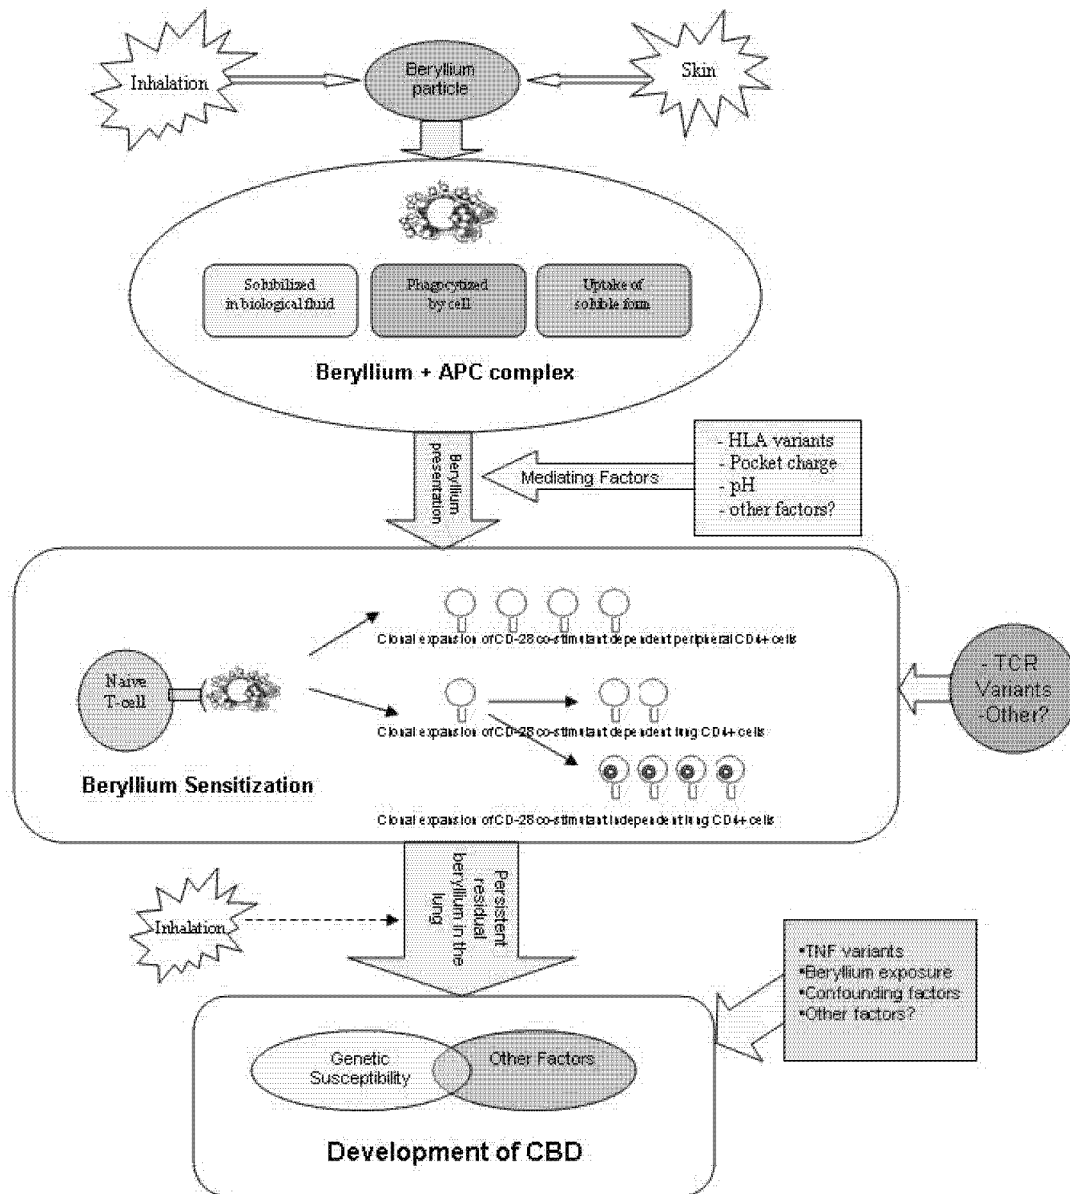 Inhalation
Beryllium
particle
Skin
Solubilized
in biological fluid
Phagocytized
by cell
Uptake of
soluble form
Beryllium + APC complex
Beryllium
presentation
Mediating Factors
- HLA variants
- Pocket charge
- pH
- other factors?
Clonal expansion of CD-28 co-stimulant dependent peripheral CD4+ cells
Naive
T-cell
Clonal expansion of CD-28 co-stimulant dependent lung CD4+ cells
- TCR
Variants
-Other?
Beryllium Sensitization
Clonal expansion of CD-28 co-stimulant independent lung CD4+ cells
Persistent
residual
beryllium in the
lung
Inhalation
•TNF variants
•Beryllium exposure
•Confounding factors
•Other factors?
Genetic
Susceptibility
Other Factors
Development of CBD